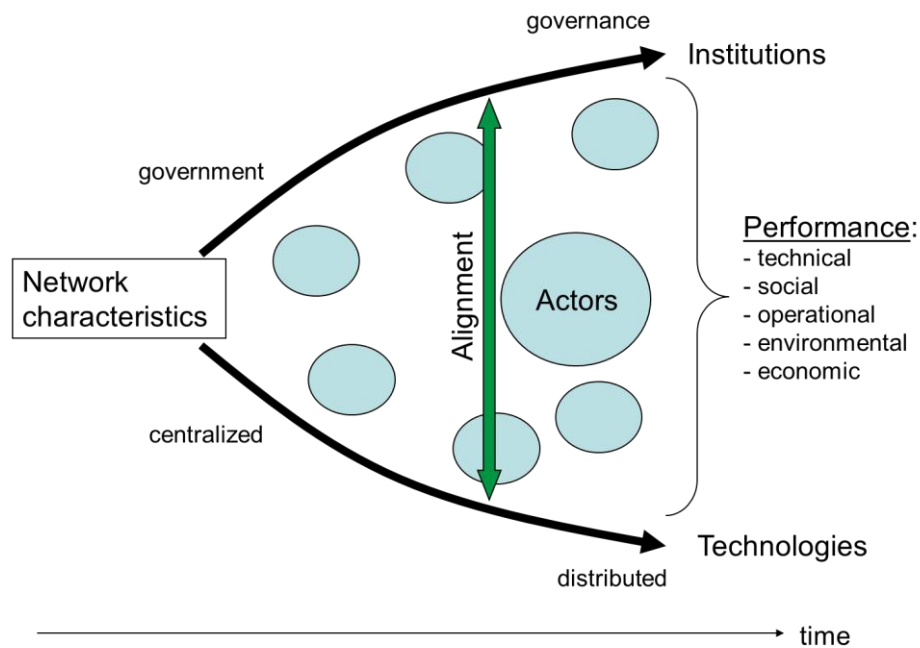 governance
Institutions
government
Network
characteristics
Alignment
Actors
Performance:
- technical
- social
- operational
- environmental
- economic
centralized
Technologies
distributed
time